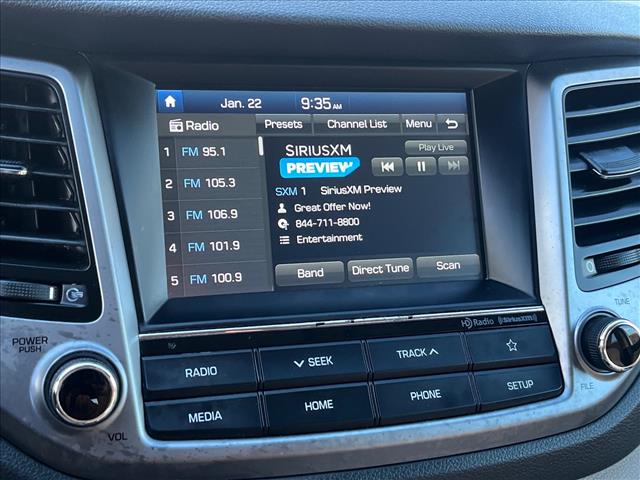 Jan. 22 9:35 AM
Radio Presets Channel List Menu
SIRIUSXM Play Live
1 FM 95.1
PREVIEW
2 FM 105.3 SXM 1 SiriusXM Preview
3 FM 106.9 Great Offer Now!
844-711-8800
4 FM 101.9 Entertainment
5 FM 100.9 Band Direct Tune Scan
HD Radio ((SiriusXM))
POWER PUSH TUNE
RADIO SEEK TRACK
MEDIA HOME PHONE SETUP
VOL FILE